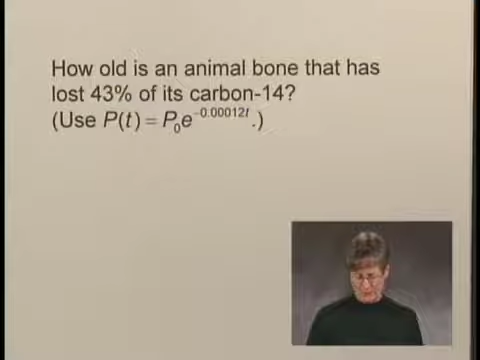 How old is an animal bone that has
lost 43% of its carbon-14?
(Use P(t) = P₀e^{−0.00012t}.)